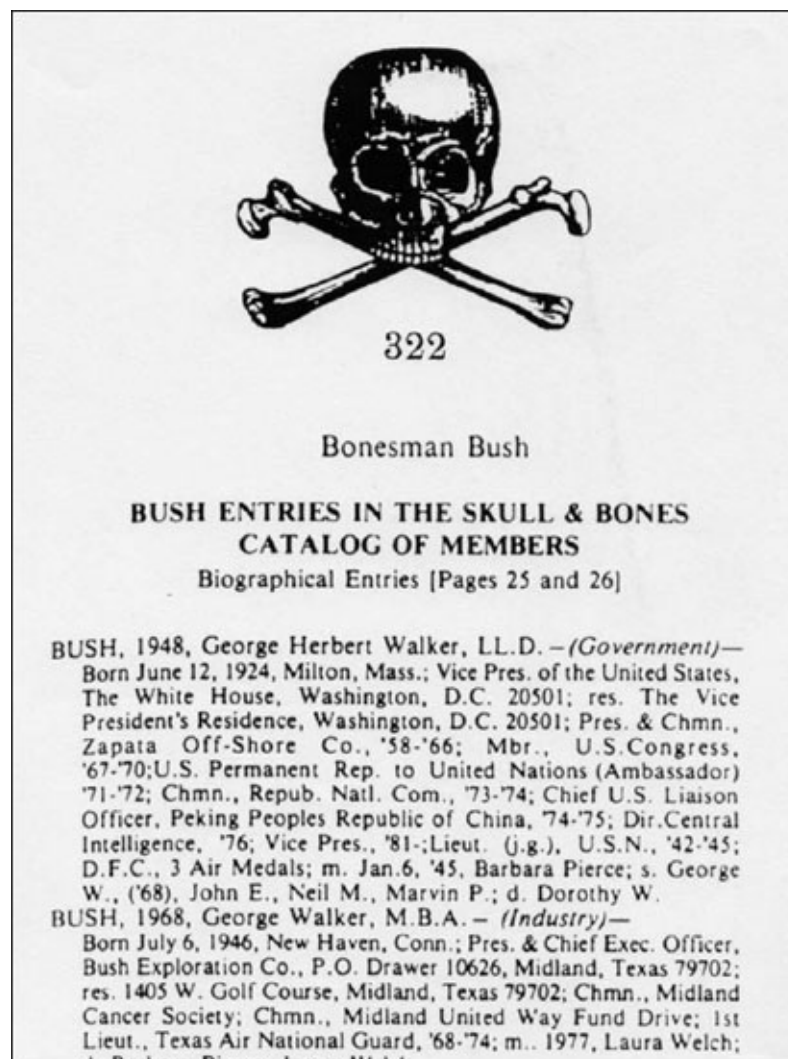 322
Bonesman Bush
BUSH ENTRIES IN THE SKULL & BONES
CATALOG OF MEMBERS
Biographical Entries [Pages 25 and 26]
BUSH, 1948, George Herbert Walker, LL.D. – (Government)—
Born June 12, 1924, Milton, Mass.; Vice Pres. of the United States,
The White House, Washington, D.C. 20501; res. The Vice
President's Residence, Washington, D.C. 20501; Pres. & Chmn.,
Zapata Off-Shore Co., '58-'66; Mbr., U.S.Congress,
'67-'70;U.S. Permanent Rep. to United Nations (Ambassador)
'71-'72; Chmn., Repub. Natl. Com., '73-'74; Chief U.S. Liaison
Officer, Peking Peoples Republic of China, '74-'75; Dir.Central
Intelligence, '76; Vice Pres., '81-;Lieut. (j.g.), U.S.N., '42-'45;
D.F.C., 3 Air Medals; m. Jan.6, '45, Barbara Pierce; s. George
W., ('68), John E., Neil M., Marvin P.; d. Dorothy W.
BUSH, 1968, George Walker, M.B.A. – (Industry)—
Born July 6, 1946, New Haven, Conn.; Pres. & Chief Exec. Officer,
Bush Exploration Co., P.O. Drawer 10626, Midland, Texas 79702;
res. 1405 W. Golf Course, Midland, Texas 79702; Chmn., Midland
Cancer Society; Chmn., Midland United Way Fund Drive; 1st
Lieut., Texas Air National Guard, '68-'74; m.. 1977, Laura Welch;